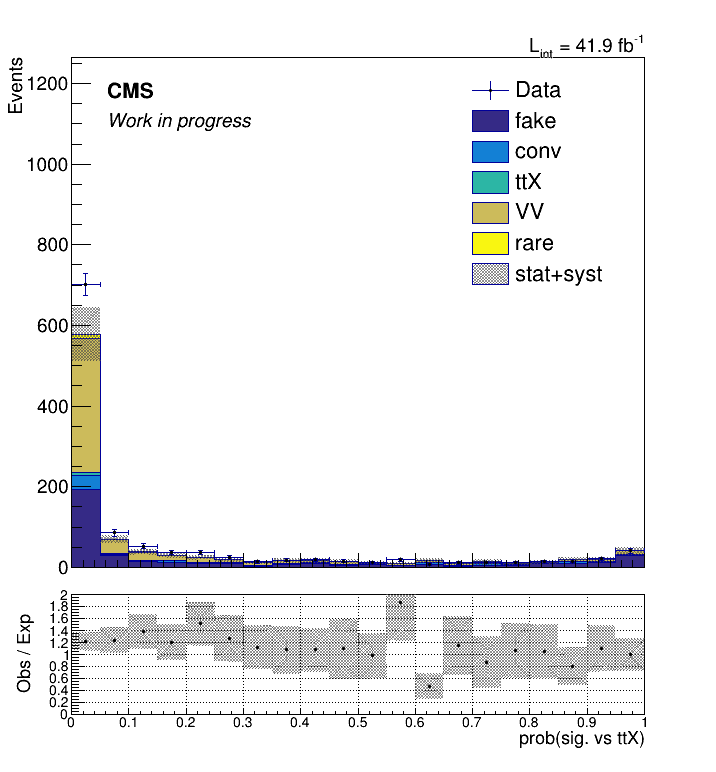 L_int = 41.9 fb^-1
Events
1200
1000
800
600
400
200
0
CMS
Work in progress
Data
fake
conv
ttX
VV
rare
stat+syst
Obs / Exp
2
1.8
1.6
1.4
1.2
1
0.8
0.6
0.4
0.2
0
0 0.1 0.2 0.3 0.4 0.5 0.6 0.7 0.8 0.9 1
prob(sig. vs ttX)